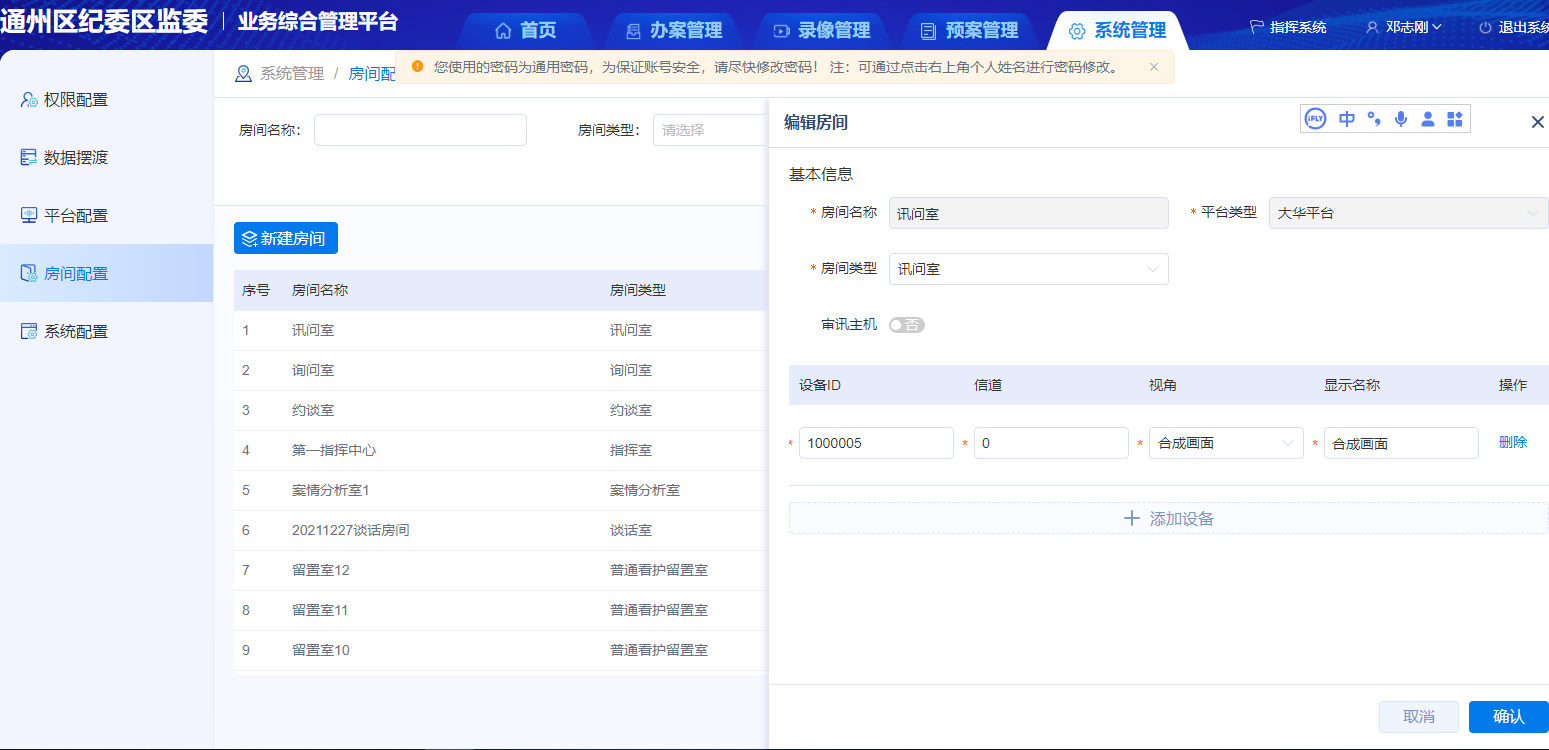 通州区纪委区监委 业务综合管理平台 首页 办案管理 录像管理 预案管理 系统管理 指挥系统 邓志刚 退出系统
系统管理 / 房间配
您使用的密码为通用密码，为保证账号安全，请尽快修改密码！注：可通过点击右上角个人姓名进行密码修改。
权限配置
数据摆渡
平台配置
房间配置
系统配置
房间名称： 房间类型： 请选择
新建房间
序号 房间名称 房间类型
1 讯问室 讯问室
2 询问室 询问室
3 约谈室 约谈室
4 第一指挥中心 指挥室
5 案情分析室1 案情分析室
6 20211227谈话房间 谈话室
7 留置室12 普通看护留置室
8 留置室11 普通看护留置室
9 留置室10 普通看护留置室
编辑房间
iFLY 中
基本信息
* 房间名称 讯问室 * 平台类型 大华平台
* 房间类型 讯问室
审讯主机 否
设备ID 信道 视角 显示名称 操作
* 1000005 * 0 * 合成画面 * 合成画面 删除
添加设备
取消 确认